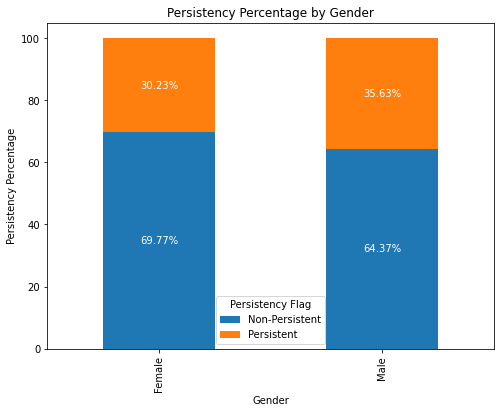 Persistency Percentage by Gender
Persistency Percentage
100
80
60
40
20
0
30.23%
35.63%
69.77%
64.37%
Persistency Flag
Non-Persistent
Persistent
Female
Male
Gender